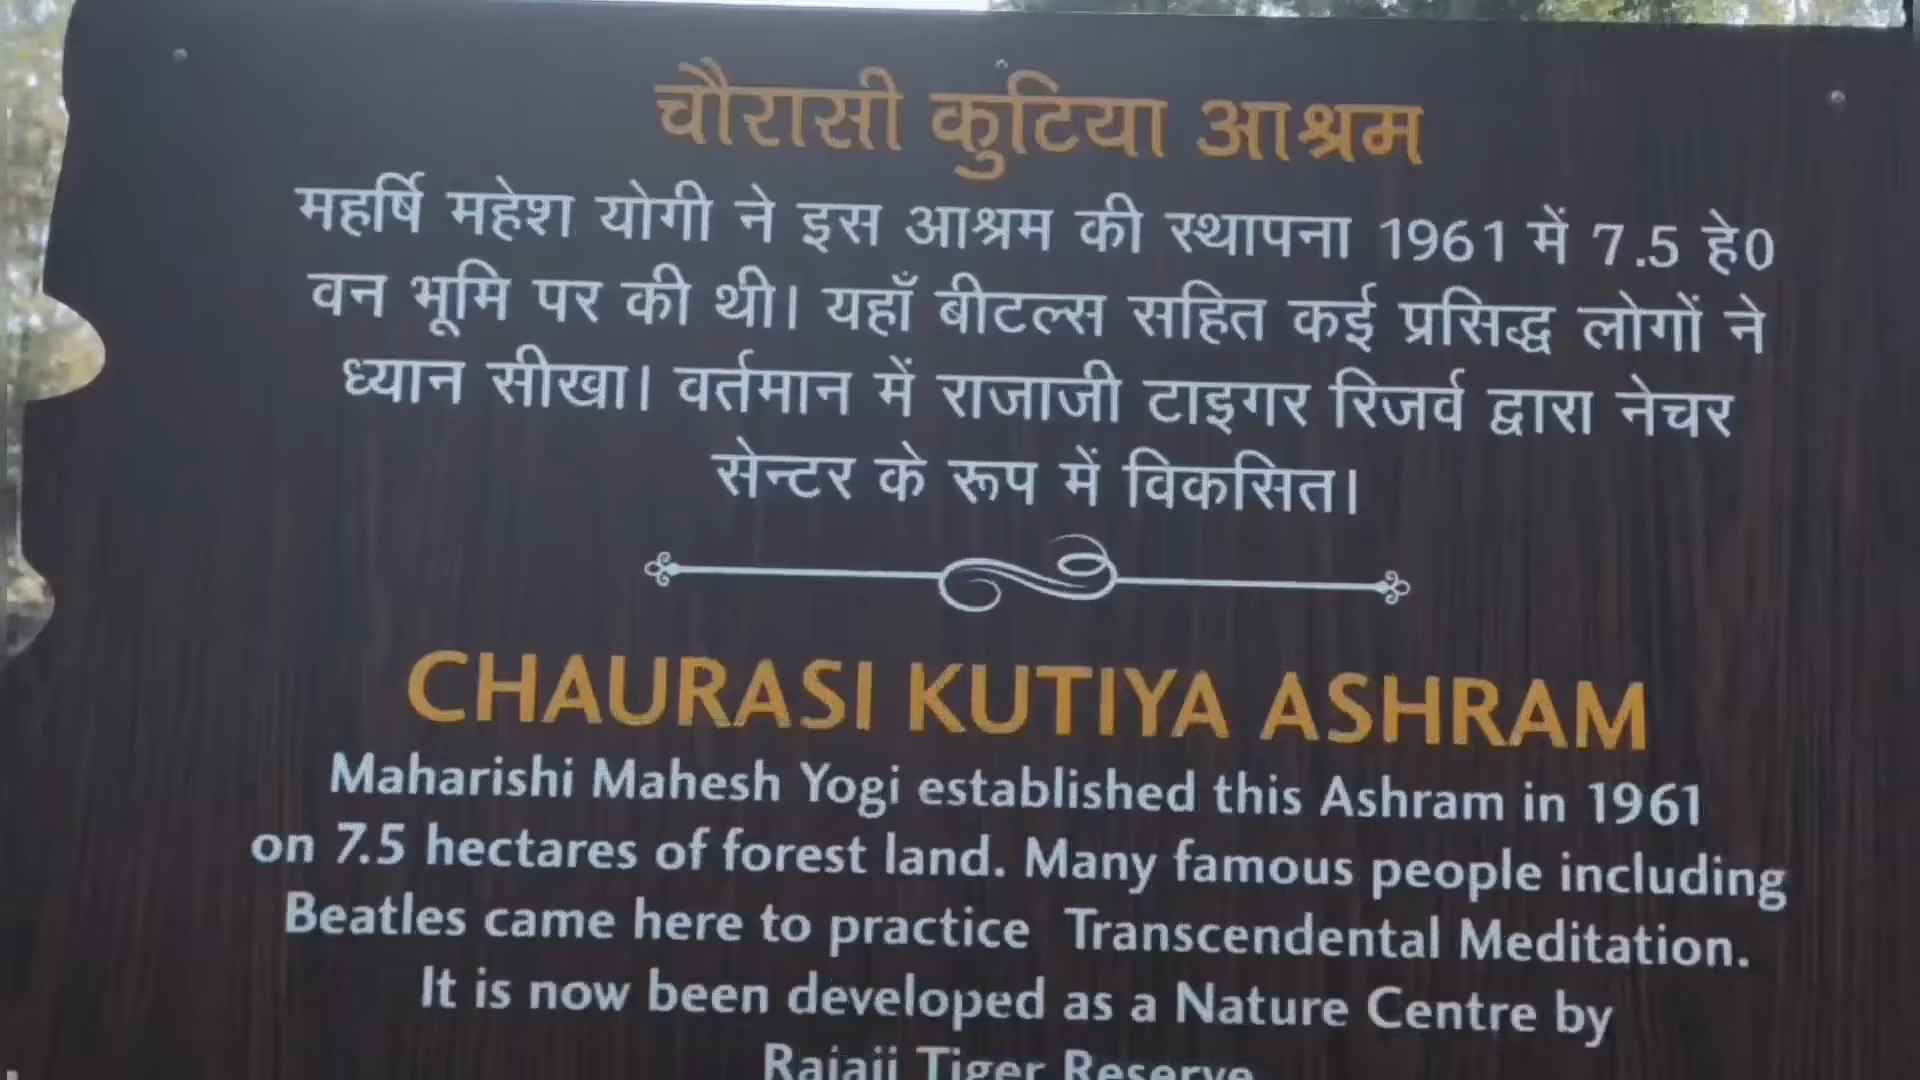 चौरासी कुटिया आश्रम
महर्षि महेश योगी ने इस आश्रम की स्थापना 1961 में 7.5 हे0
वन भूमि पर की थी। यहाँ बीटल्स सहित कई प्रसिद्ध लोगों ने
ध्यान सीखा। वर्तमान में राजाजी टाइगर रिजर्व द्वारा नेचर
सेन्टर के रूप में विकसित।
CHAURASI KUTIYA ASHRAM
Maharishi Mahesh Yogi established this Ashram in 1961
on 7.5 hectares of forest land. Many famous people including
Beatles came here to practice Transcendental Meditation.
It is now been developed as a Nature Centre by
Rajaji Tiger Reserve